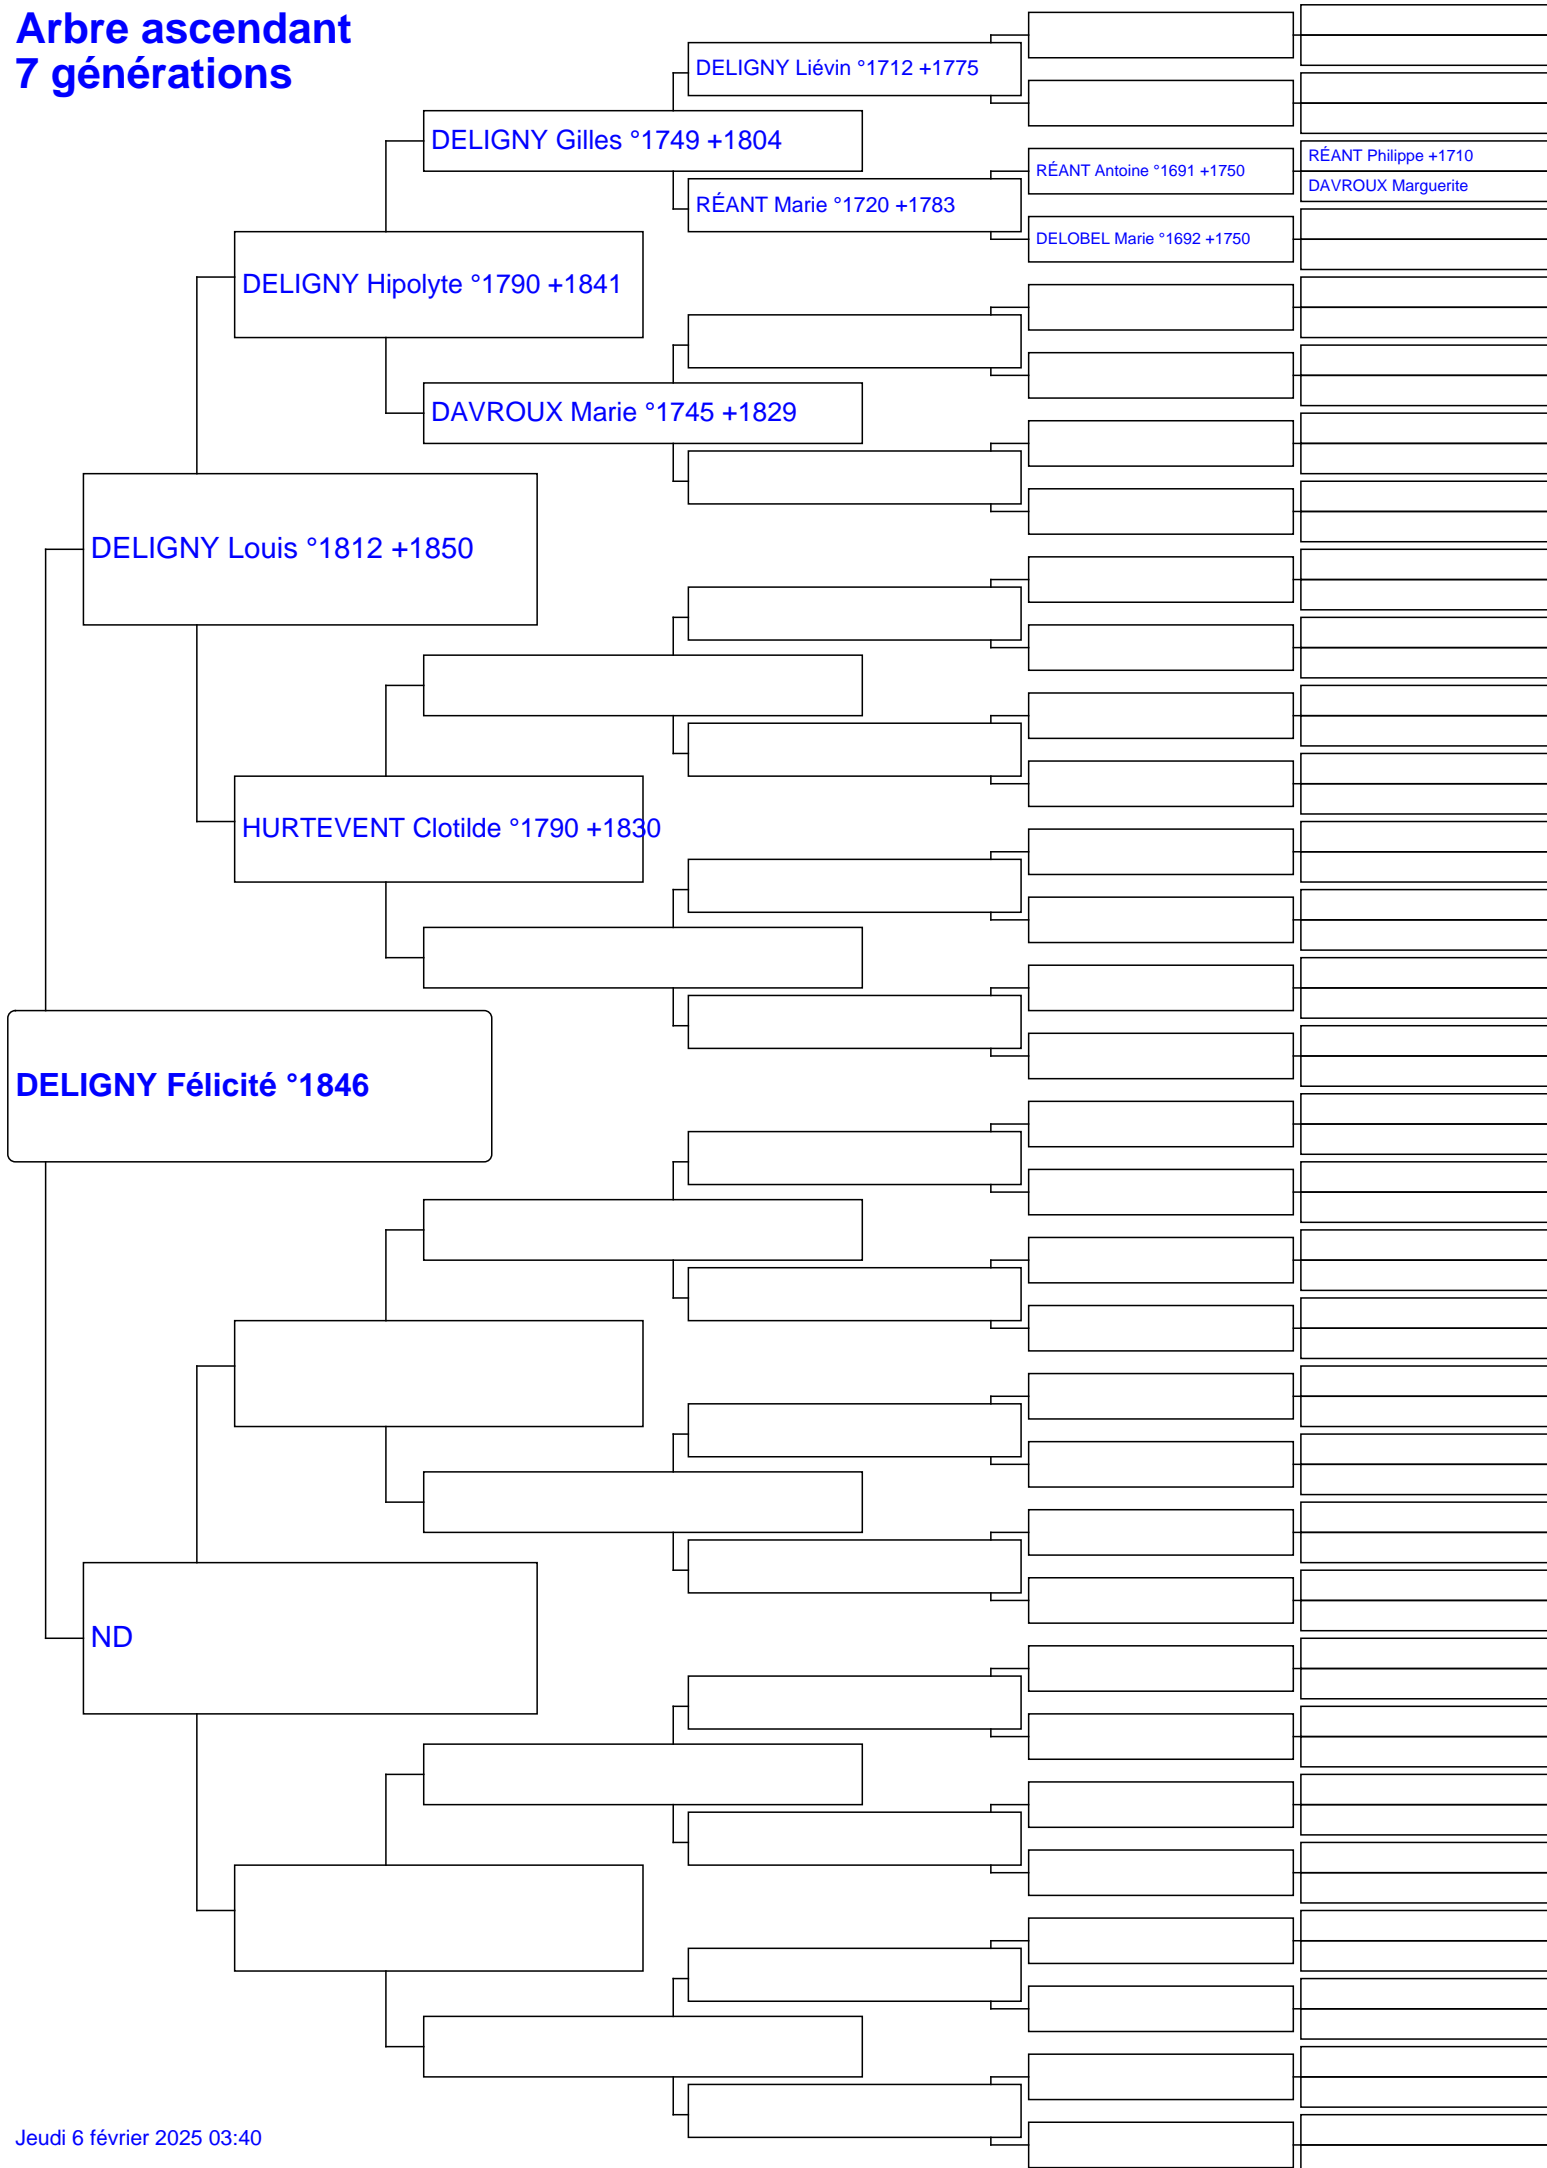 Arbre ascendant
7 générations
DELIGNY Liévin °1712 +1775
DELIGNY Gilles °1749 +1804
RÉANT Philippe +1710
RÉANT Antoine °1691 +1750
DAVROUX Marguerite
RÉANT Marie °1720 +1783
DELOBEL Marie °1692 +1750
DELIGNY Hipolyte °1790 +1841
DAVROUX Marie °1745 +1829
DELIGNY Louis °1812 +1850
HURTEVENT Clotilde °1790 +1830
DELIGNY Félicité °1846
ND
Jeudi 6 février 2025 03:40